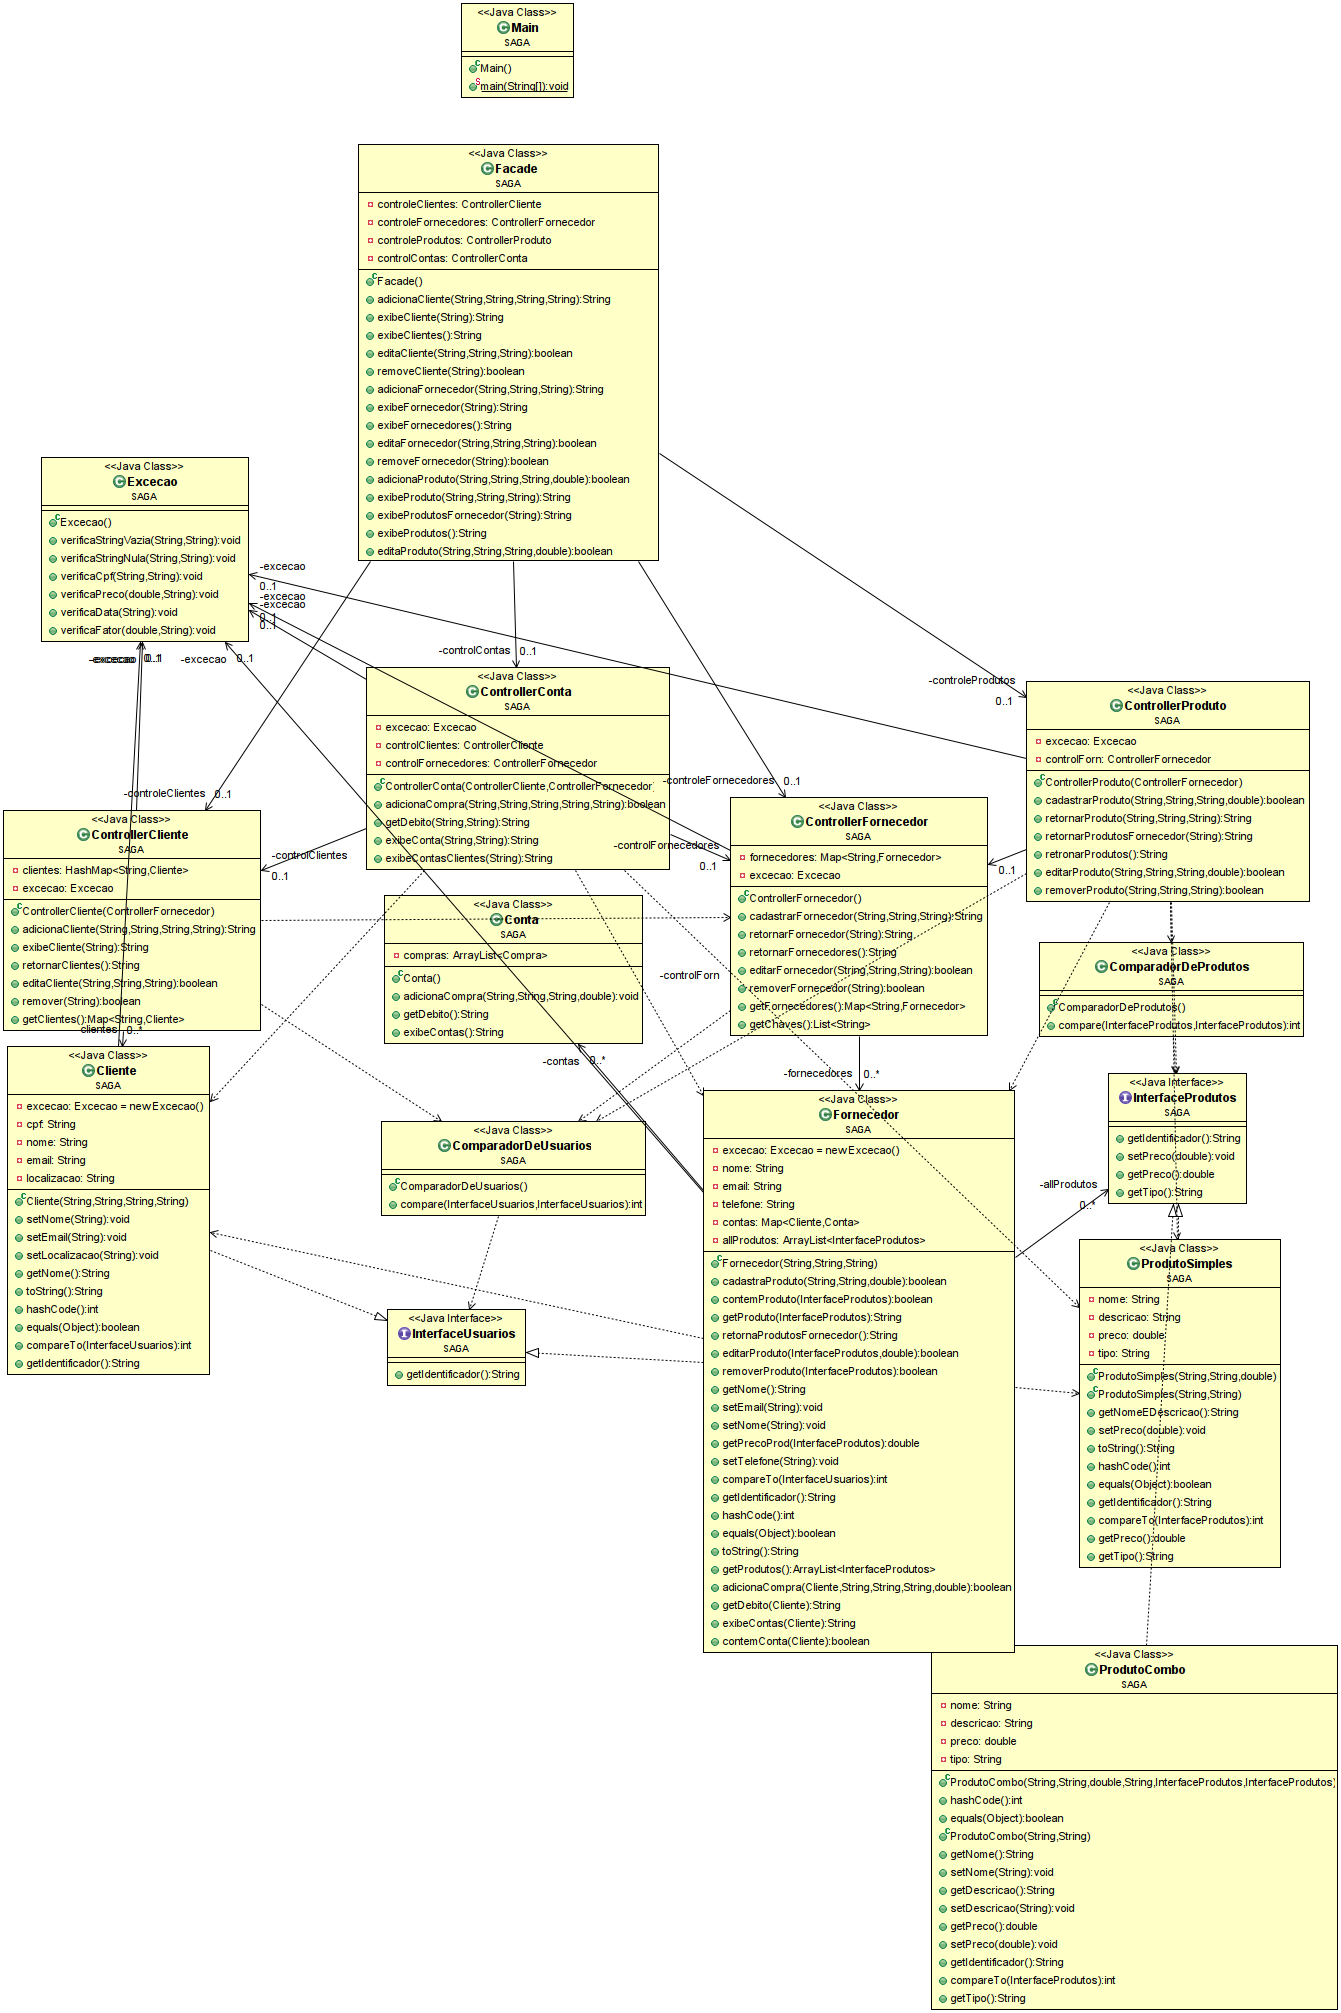 <<Java Class>>
Main
SAGA
Main()
main(String[]):void
<<Java Class>>
Facade
SAGA
controleClientes: ControllerCliente
controleFornecedores: ControllerFornecedor
controleProdutos: ControllerProduto
controlContas: ControllerConta
Facade()
adicionaCliente(String,String,String,String):String
exibeCliente(String):String
exibeClientes():String
editaCliente(String,String,String):boolean
removeCliente(String):boolean
adicionaFornecedor(String,String,String):String
exibeFornecedor(String):String
exibeFornecedores():String
editaFornecedor(String,String,String):boolean
removeFornecedor(String):boolean
adicionaProduto(String,String,String,double):boolean
exibeProduto(String,String,String):String
exibeProdutosFornecedor(String):String
exibeProdutos():String
editaProduto(String,String,String,double):boolean
<<Java Class>>
Excecao
SAGA
Excecao()
verificaStringVazia(String,String):void
verificaStringNula(String,String):void
verificaCpf(String,String):void
verificaPreco(double,String):void
verificaData(String):void
verificaFator(double,String):void
-excecao
0..1
-excecao
-excecao
0..1
0..1
-excecao
0..1
-excecao
0..1
-controlContas
0..1
-controleProdutos
0..1
-controleFornecedores
0..1
-controleClientes
0..1
<<Java Class>>
ControllerConta
SAGA
excecao: Excecao
controlClientes: ControllerCliente
controlFornecedores: ControllerFornecedor
ControllerConta(ControllerCliente,ControllerFornecedor)
adicionaCompra(String,String,String,String,String):boolean
getDebito(String,String):String
exibeConta(String,String):String
exibeContasClientes(String):String
<<Java Class>>
ControllerProduto
SAGA
excecao: Excecao
controlForn: ControllerFornecedor
ControllerProduto(ControllerFornecedor)
cadastrarProduto(String,String,String,double):boolean
retornarProduto(String,String,String):String
retornarProdutosFornecedor(String):String
retronarProdutos():String
editarProduto(String,String,String,double):boolean
removerProduto(String,String,String):boolean
-controlClientes
0..1
-controlFornecedores
0..1
0..1
-controlForn
<<Java Class>>
ControllerCliente
SAGA
clientes: HashMap<String,Cliente>
excecao: Excecao
ControllerCliente(ControllerFornecedor)
adicionaCliente(String,String,String,String):String
exibeCliente(String):String
retornarClientes():String
editaCliente(String,String,String):boolean
remover(String):boolean
getClientes():Map<String,Cliente>
<<Java Class>>
ControllerFornecedor
SAGA
fornecedores: Map<String,Fornecedor>
excecao: Excecao
ControllerFornecedor()
cadastrarFornecedor(String,String,String):String
retornarFornecedor(String):String
retornarFornecedores():String
editarFornecedor(String,String,String):boolean
removerFornecedor(String):boolean
getFornecedores():Map<String,Fornecedor>
getChaves():List<String>
<<Java Class>>
Conta
SAGA
compras: ArrayList<Compra>
Conta()
adicionaCompra(String,String,String,double):void
getDebito():String
exibeContas():String
<<Java Class>>
ComparadorDeProdutos
SAGA
ComparadorDeProdutos()
compare(InterfaceProdutos,InterfaceProdutos):int
-clientes
0..*
-contas
0..*
-fornecedores
0..*
<<Java Class>>
Cliente
SAGA
excecao: Excecao = new Excecao()
cpf: String
nome: String
email: String
localizacao: String
Cliente(String,String,String,String)
setNome(String):void
setEmail(String):void
setLocalizacao(String):void
getNome():String
toString():String
hashCode():int
equals(Object):boolean
compareTo(InterfaceUsuarios):int
getIdentificador():String
<<Java Class>>
ComparadorDeUsuarios
SAGA
ComparadorDeUsuarios()
compare(InterfaceUsuarios,InterfaceUsuarios):int
<<Java Interface>>
InterfaceUsuarios
SAGA
getIdentificador():String
<<Java Class>>
Fornecedor
SAGA
excecao: Excecao = new Excecao()
nome: String
email: String
telefone: String
contas: Map<Cliente,Conta>
allProdutos: ArrayList<InterfaceProdutos>
Fornecedor(String,String,String)
cadastraProduto(String,String,double):boolean
contemProduto(InterfaceProdutos):boolean
getProduto(InterfaceProdutos):String
retornaProdutosFornecedor():String
editarProduto(InterfaceProdutos,double):boolean
removerProduto(InterfaceProdutos):boolean
getNome():String
setEmail(String):void
setNome(String):void
getPrecoProd(InterfaceProdutos):double
setTelefone(String):void
compareTo(InterfaceUsuarios):int
getIdentificador():String
hashCode():int
equals(Object):boolean
toString():String
getProdutos():ArrayList<InterfaceProdutos>
adicionaCompra(Cliente,String,String,String,double):boolean
getDebito(Cliente):String
exibeContas(Cliente):String
contemConta(Cliente):boolean
<<Java Interface>>
InterfaceProdutos
SAGA
getIdentificador():String
setPreco(double):void
getPreco():double
getTipo():String
-allProdutos
0..*
<<Java Class>>
ProdutoSimples
SAGA
nome: String
descricao: String
preco: double
tipo: String
ProdutoSimples(String,String,double)
ProdutoSimples(String,String)
getNomeEDescricao():String
setPreco(double):void
toString():String
hashCode():int
equals(Object):boolean
getIdentificador():String
compareTo(InterfaceProdutos):int
getPreco():double
getTipo():String
<<Java Class>>
ProdutoCombo
SAGA
nome: String
descricao: String
preco: double
tipo: String
ProdutoCombo(String,String,double,String,InterfaceProdutos,InterfaceProdutos)
hashCode():int
equals(Object):boolean
ProdutoCombo(String,String)
getNome():String
setNome(String):void
getDescricao():String
setDescricao(String):void
getPreco():double
setPreco(double):void
getIdentificador():String
compareTo(InterfaceProdutos):int
getTipo():String